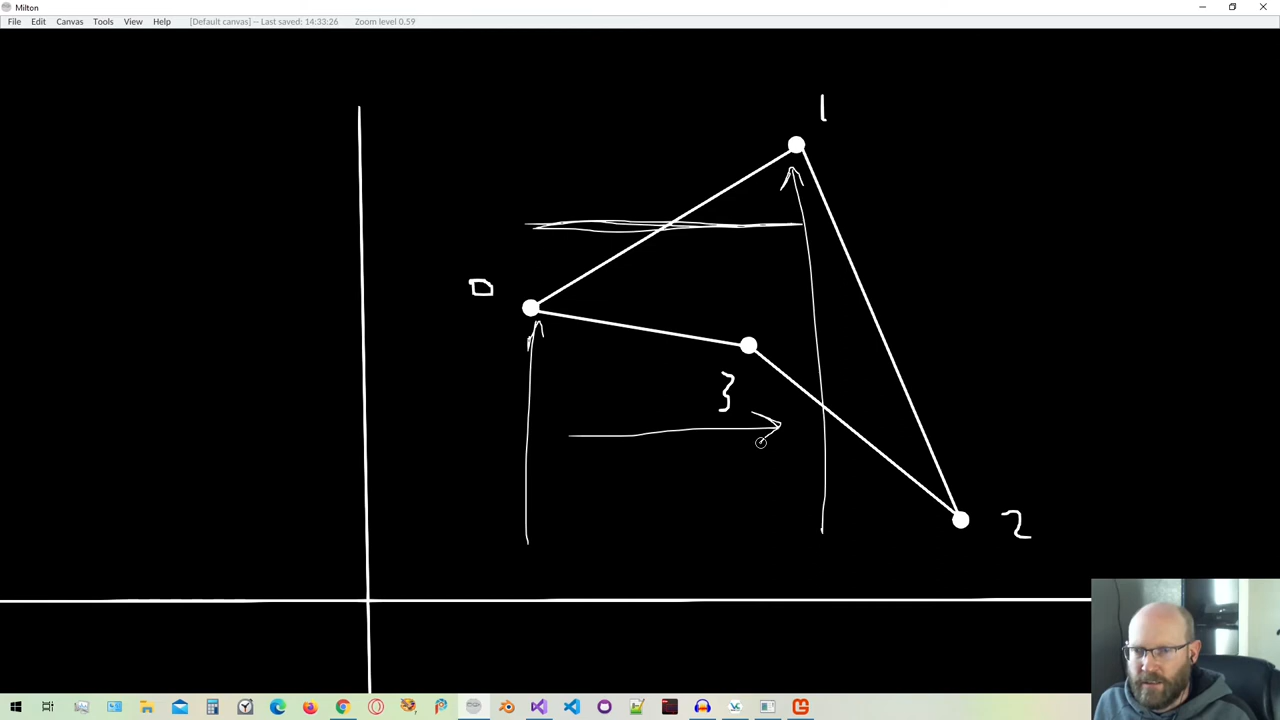 Milton
File Edit Canvas Tools View Help [Default canvas] -- Last saved: 14:33:26 Zoom level 0.59
1
0
3
2